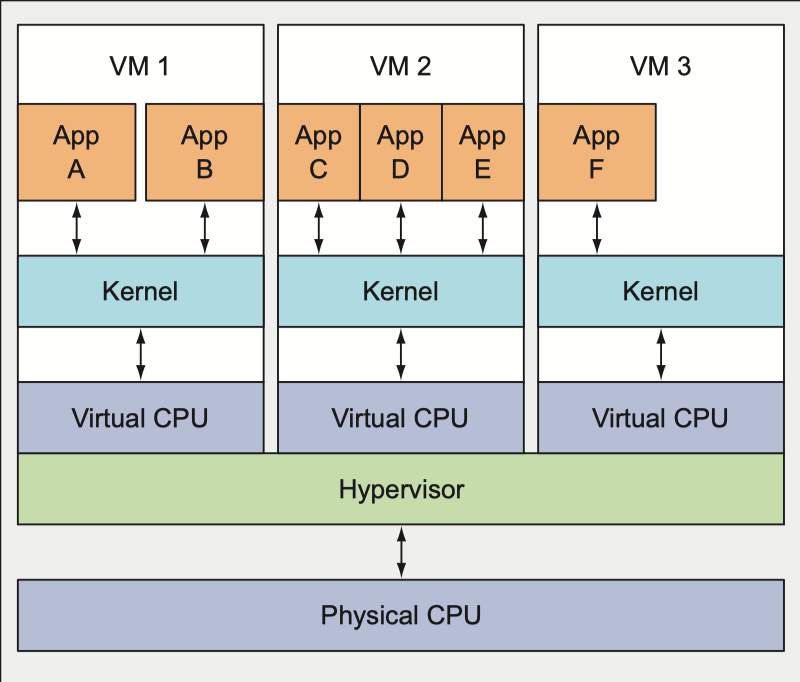 VM 1
VM 2
VM 3
App
A
App
B
App
C
App
D
App
E
App
F
Kernel
Kernel
Kernel
Virtual CPU
Virtual CPU
Virtual CPU
Hypervisor
Physical CPU